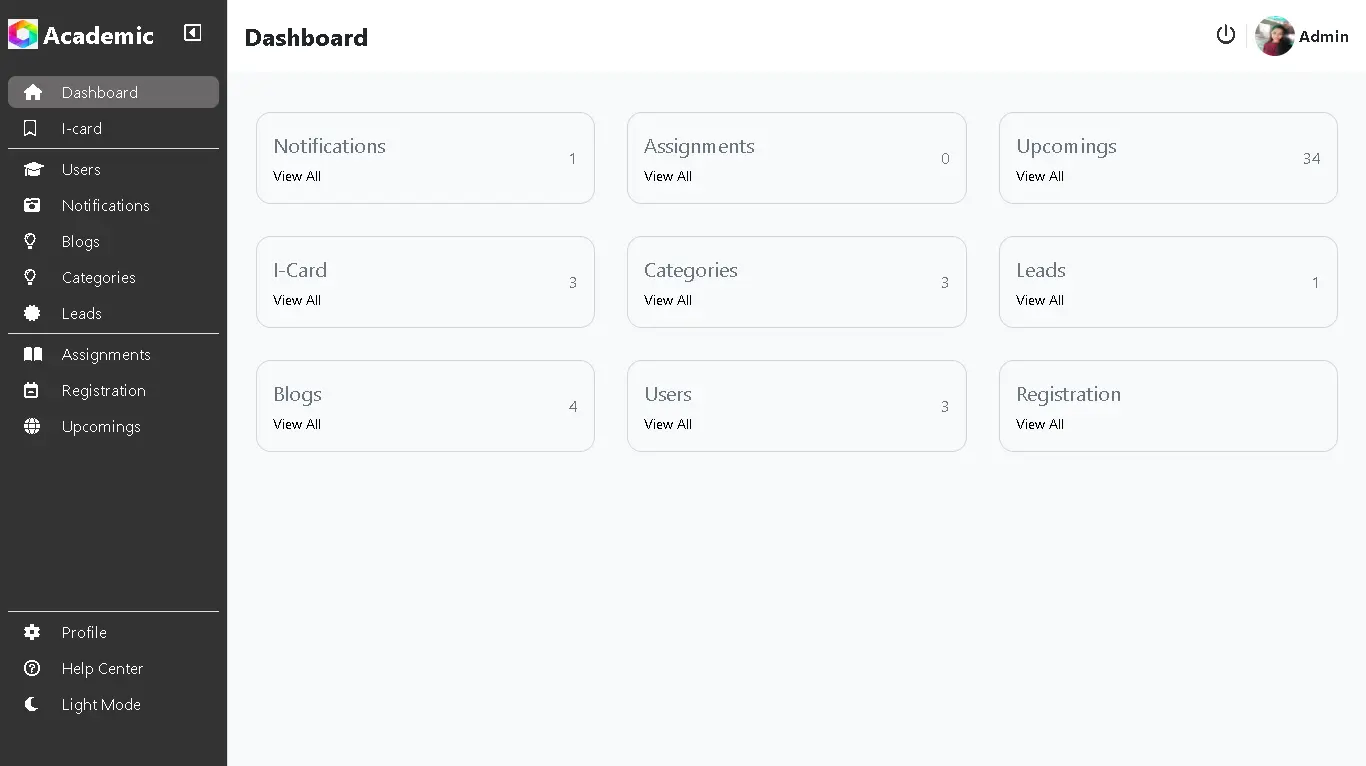 Academic
Dashboard
I-card
Users
Notifications
Blogs
Categories
Leads
Assignments
Registration
Upcomings
Profile
Help Center
Light Mode
Dashboard
Admin
Notifications
1
View All
Assignments
0
View All
Upcomings
34
View All
I-Card
3
View All
Categories
3
View All
Leads
1
View All
Blogs
4
View All
Users
3
View All
Registration
View All